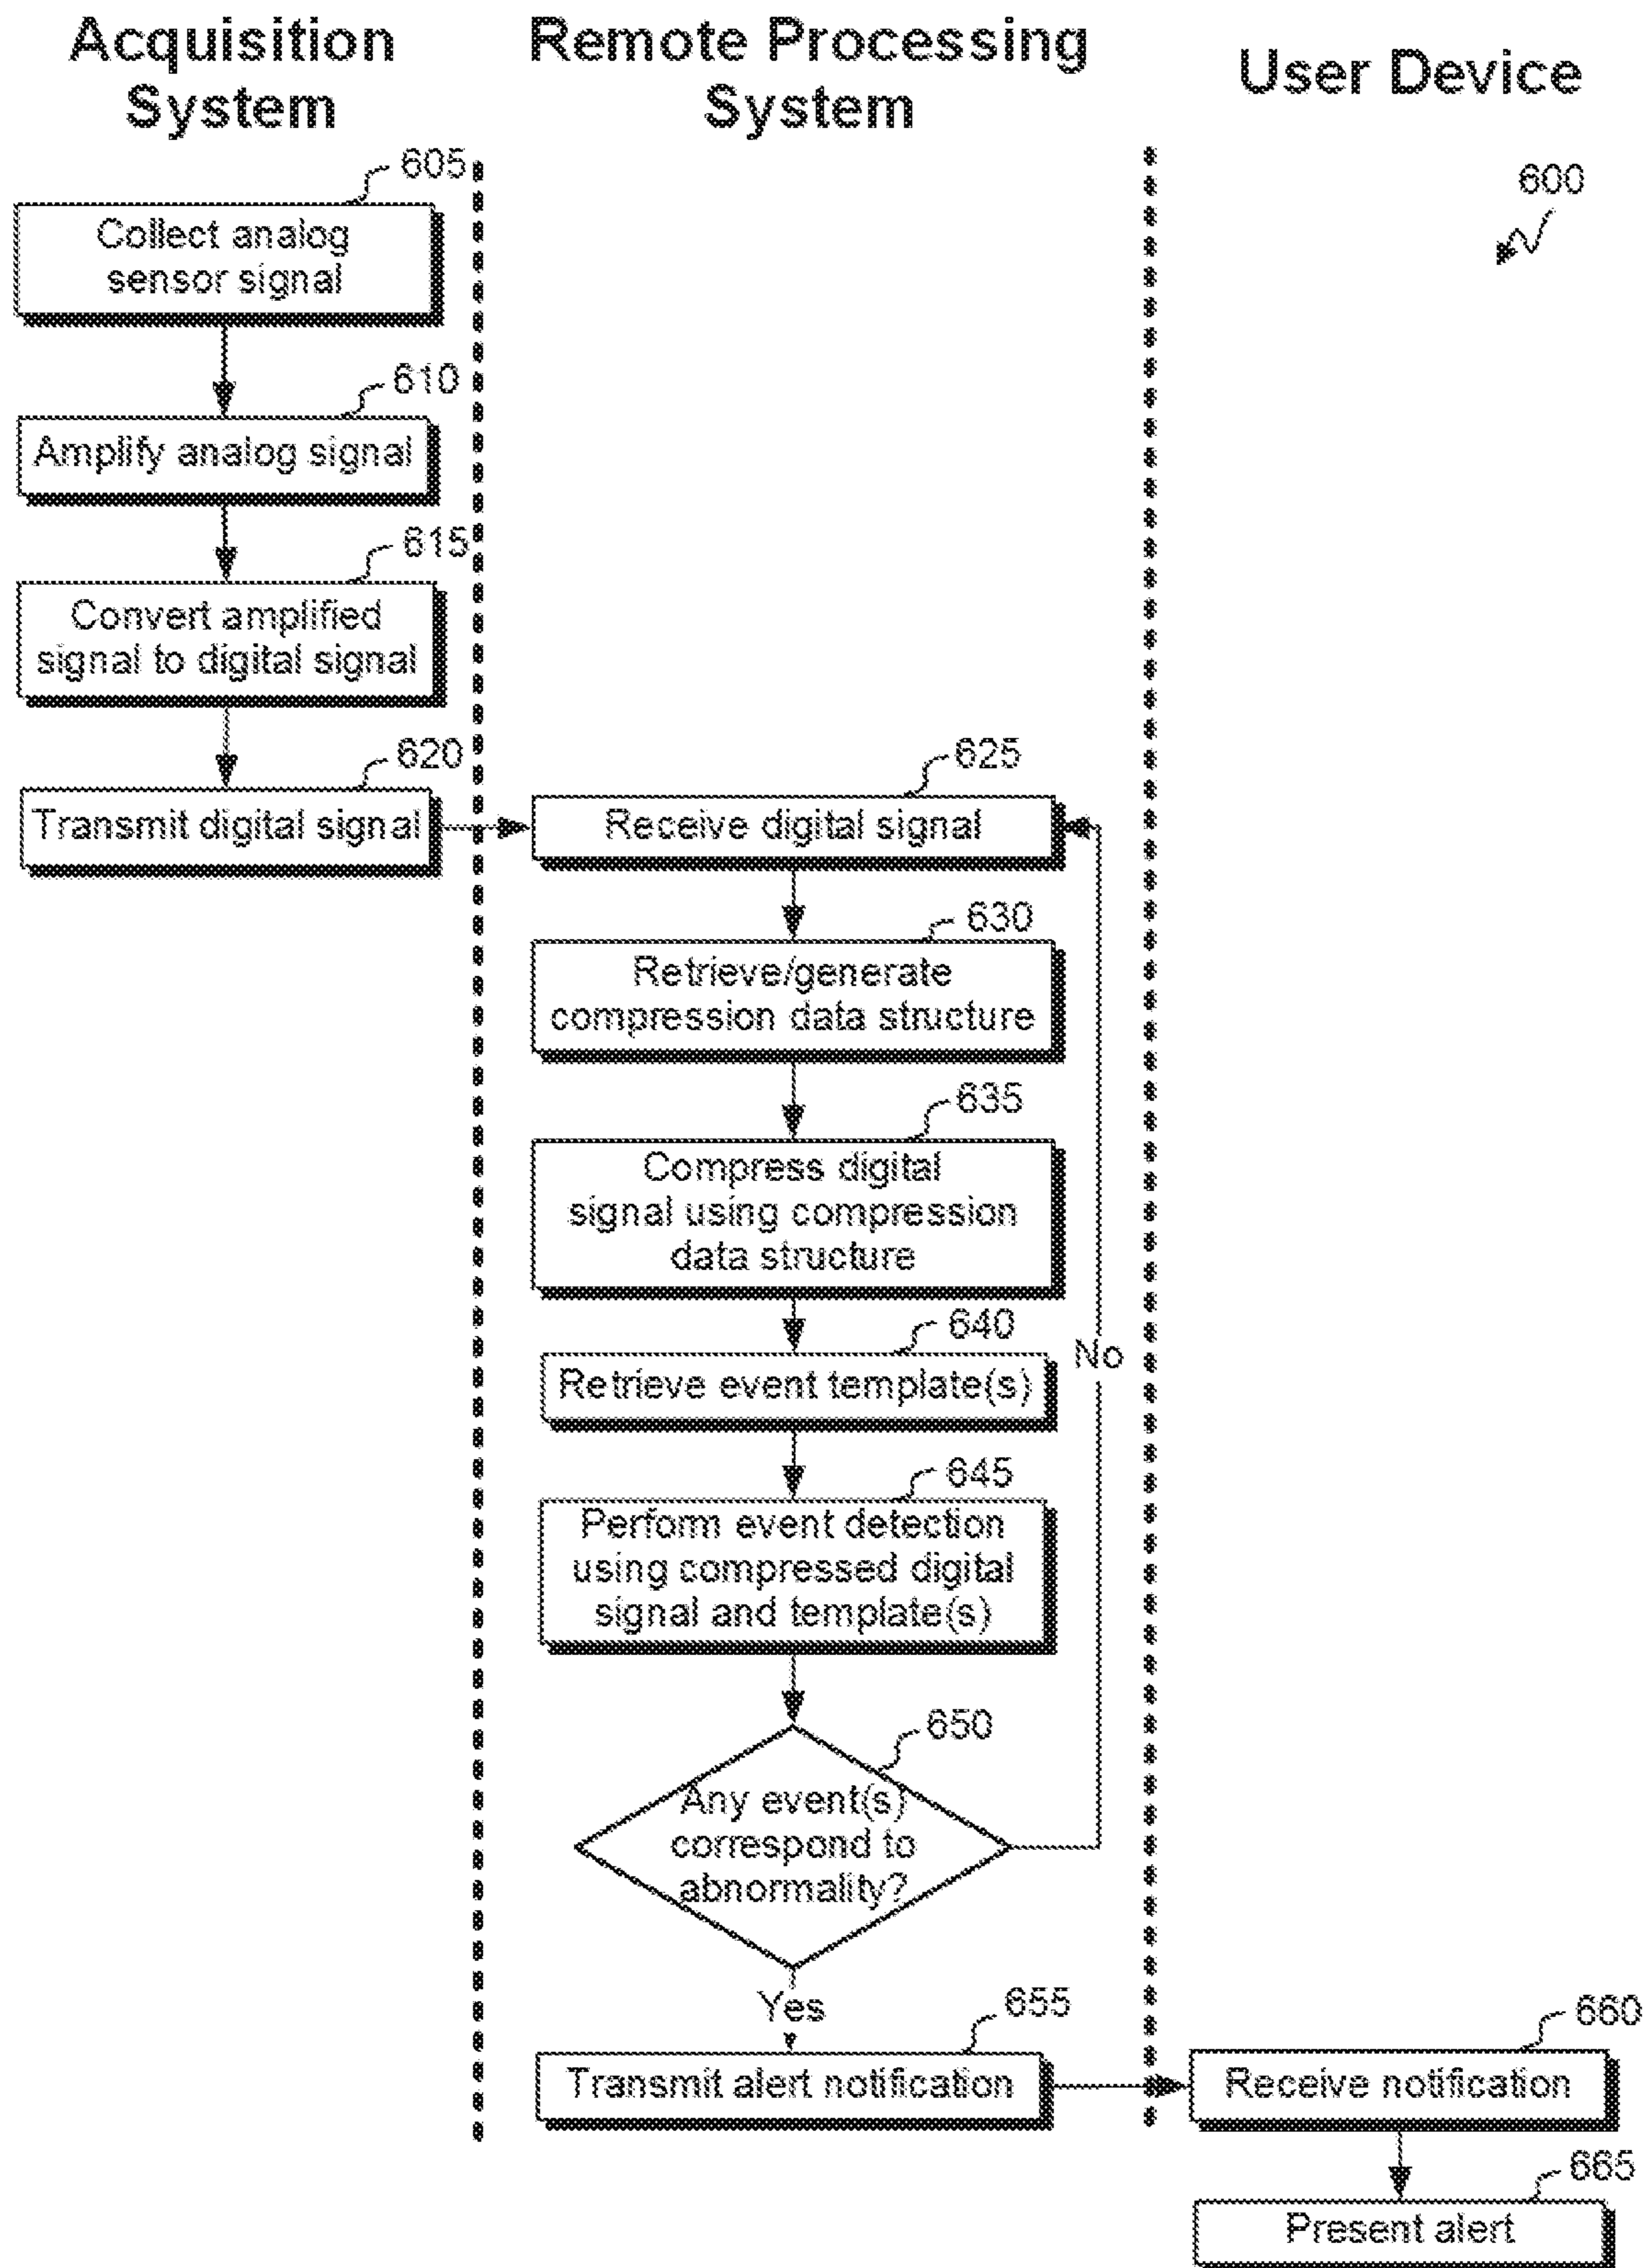 Acquisition
System
Remote Processing
System
User Device
600
605
Collect analog
sensor signal
610
Amplify analog signal
615
Convert amplified
signal to digital signal
620
Transmit digital signal
625
Receive digital signal
630
Retrieve/generate
compression data structure
635
Compress digital
signal using compression
data structure
640
Retrieve event template(s)
No
645
Perform event detection
using compressed digital
signal and template(s)
650
Any event(s)
correspond to
abnormality?
Yes
655
Transmit alert notification
660
Receive notification
665
Present alert